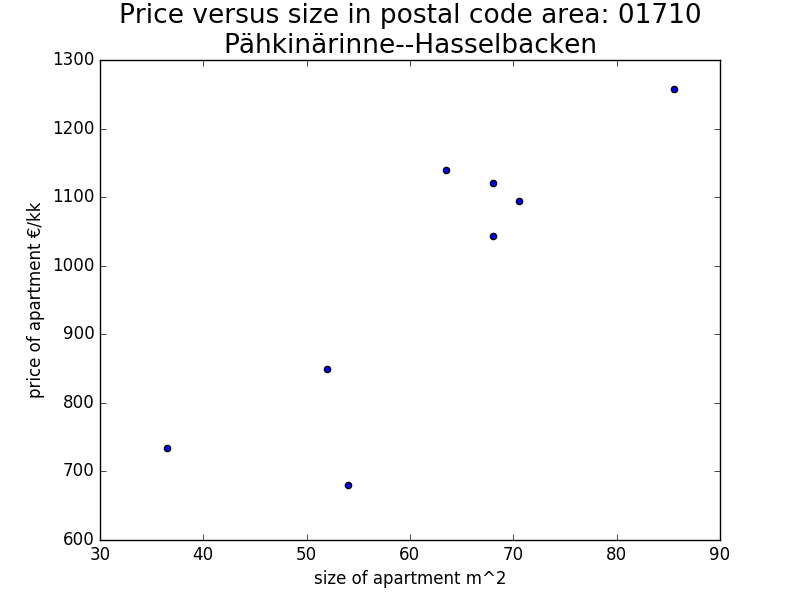 Price versus size in postal code area: 01710
Pähkinärinne--Hasselbacken
1300
1200
1100
1000
900
800
700
600
price of apartment €/kk
30 40 50 60 70 80 90
size of apartment m^2